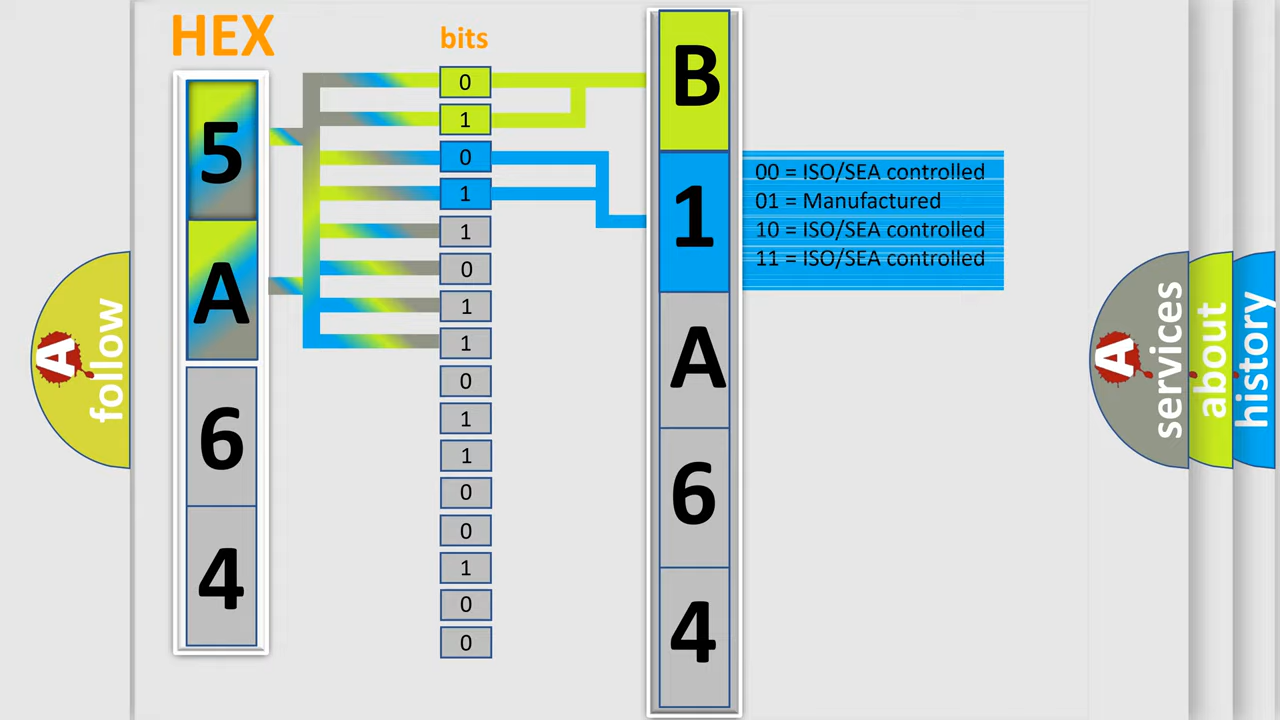 HEX
bits
5
A
6
4
0
1
0
1
1
0
1
1
0
1
1
0
0
1
0
0
B
1
A
6
4
00 = ISO/SEA controlled
01 = Manufactured
10 = ISO/SEA controlled
11 = ISO/SEA controlled
A
follow
A
services
about
history